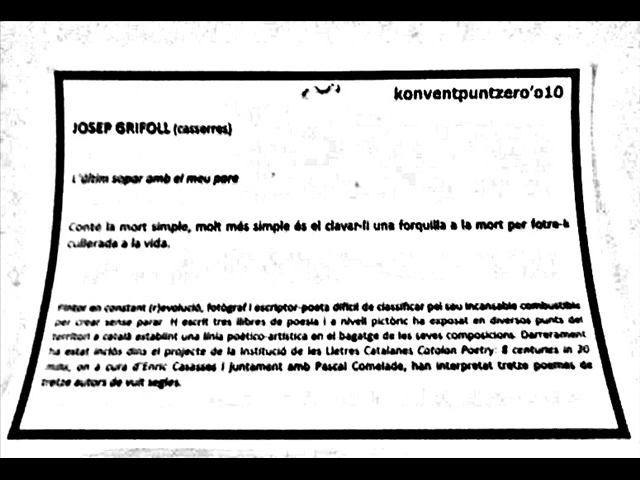 konventpuntzero'o10
JOSEP GRIFOLL (casserres)
L'últim sopar amb el meu pare
Conté la mort simple, molt més simple és el clavar-li una forquilla a la mort per fotre-li
cullerada a la vida.
Pintor en constant (r)evolució, fotògraf i escriptor-poeta difícil de classificar pel seu incansable combustible
per crear sense parar. H escrit tres llibres de poesia i a nivell pictòric ha exposat en diversos punts del
territori a català establint una línia poètico-artística en el bagatge de les seves composicions. Darrerament
ha estat inclòs dins el projecte de la Institució de les Lletres Catalanes Catalan Poetry: 8 centuries in 20
mins, on a cura d'Enric Casasses i juntament amb Pascal Comelade, han interpretat tretze poemes de
tretze autors de vuit segles.